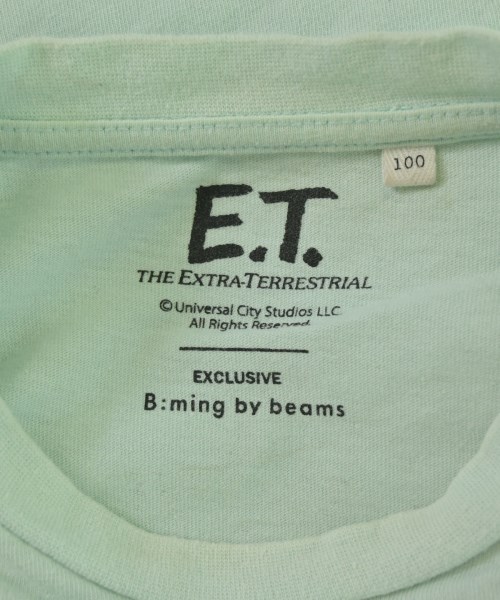 100
E.T.
THE EXTRA-TERRESTRIAL
©Universal City Studios LLC.
All Rights Reserved.
EXCLUSIVE
B:ming by beams